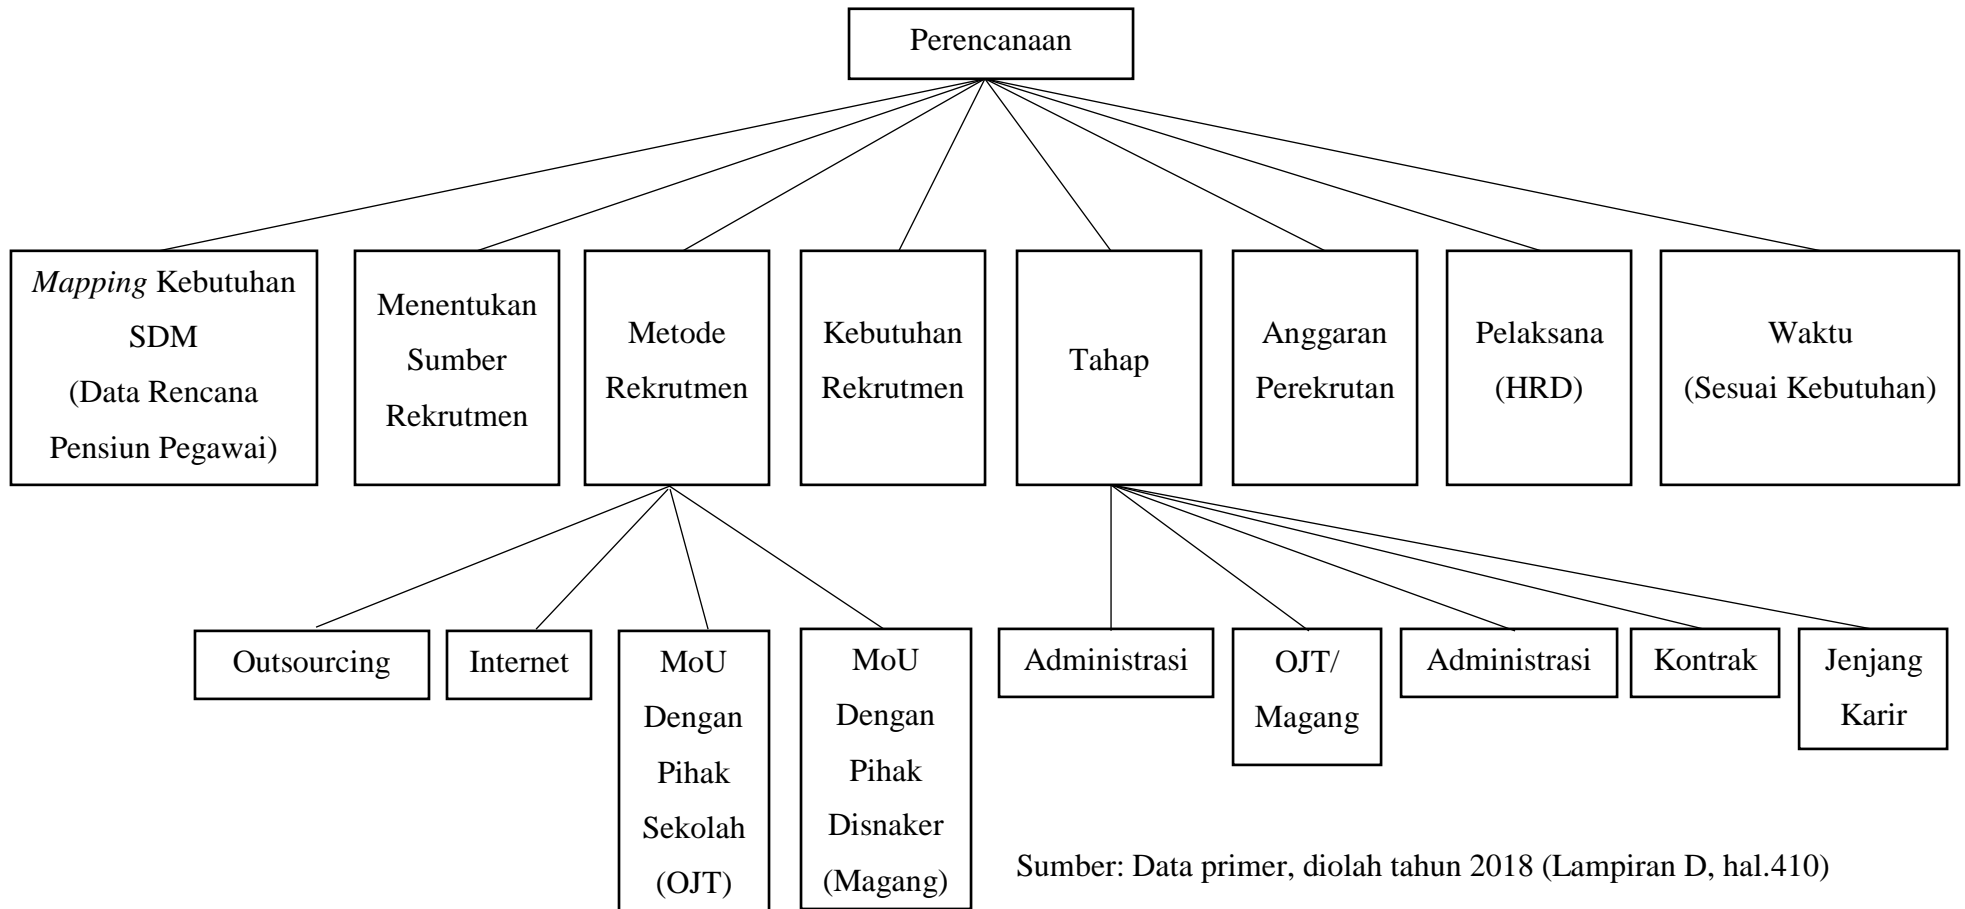 Perencanaan
Mapping Kebutuhan
SDM
(Data Rencana
Pensiun Pegawai)
Menentukan
Sumber
Rekrutmen
Metode
Rekrutmen
Kebutuhan
Rekrutmen
Tahap
Anggaran
Perekrutan
Pelaksana
(HRD)
Waktu
(Sesuai Kebutuhan)
Outsourcing
Internet
MoU
Dengan
Pihak
Sekolah
(OJT)
MoU
Dengan
Pihak
Disnaker
(Magang)
Administrasi
OJT/
Magang
Administrasi
Kontrak
Jenjang
Karir
Sumber: Data primer, diolah tahun 2018 (Lampiran D, hal.410)